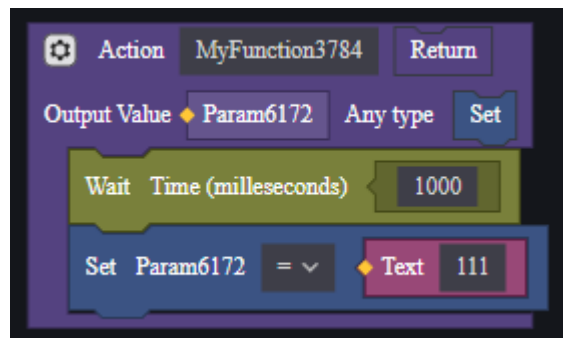 Action MyFunction3784 Return
Output Value Param6172 Any type Set
Wait Time (milleseconds) 1000
Set Param6172 = Text 111